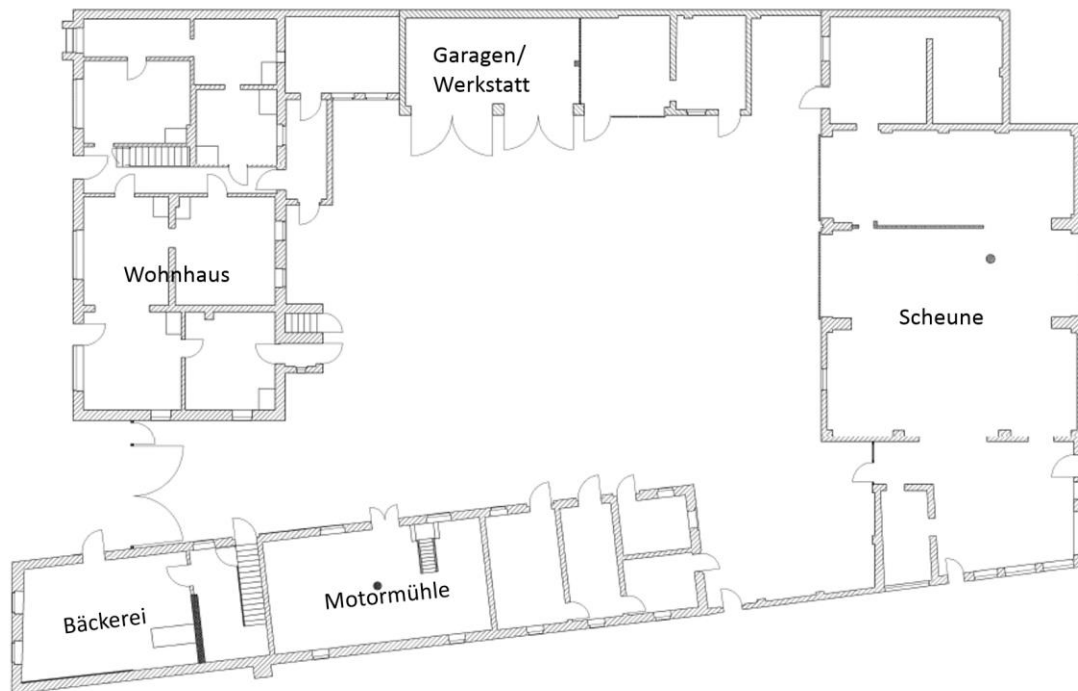 Garagen/
Werkstatt
Wohnhaus
Scheune
Motormühle
Bäckerei